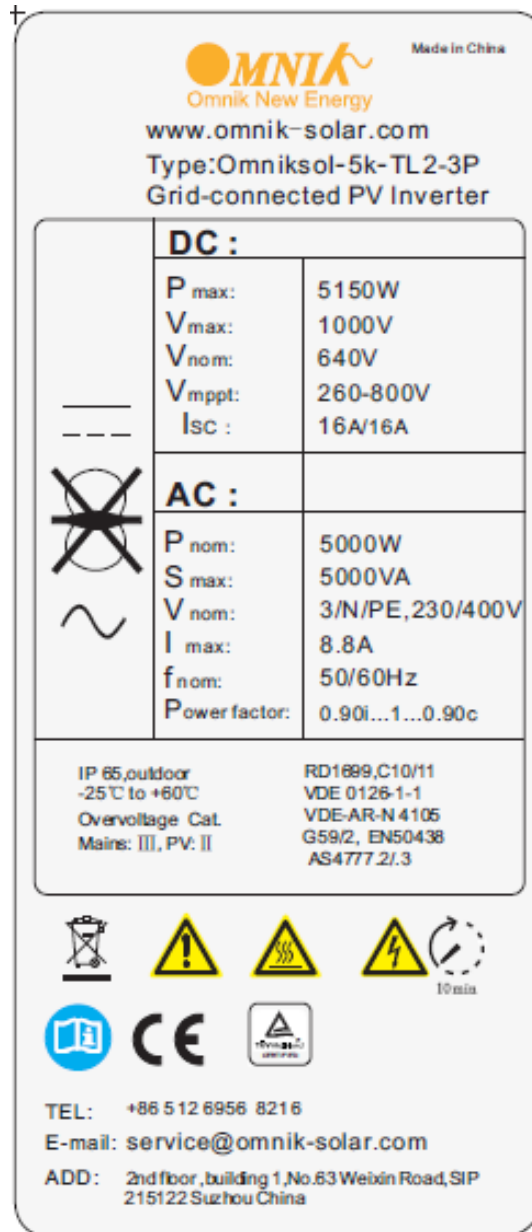 Made in China
OMNIK
Omnik New Energy
www.omnik-solar.com
Type:Omniksol-5k-TL2-3P
Grid-connected PV Inverter
DC :
P max: 5150W
Vmax: 1000V
Vnom: 640V
Vmppt: 260-800V
Isc : 16A/16A
AC :
P nom: 5000W
S max: 5000VA
V nom: 3/N/PE,230/400V
I max: 8.8A
fnom: 50/60Hz
Power factor: 0.90i...1...0.90c
IP 65,outdoor
-25℃ to +60℃
Overvoltage Cat.
Mains: Ⅲ, PV: Ⅱ
RD1699,C10/11
VDE 0126-1-1
VDE-AR-N 4105
G59/2, EN50438
AS4777.2/.3
10min
CE
TEL: +86 512 6956 8216
E-mail: service@omnik-solar.com
ADD: 2nd floor ,building 1,No.63 Weixin Road,SIP
215122 Suzhou China